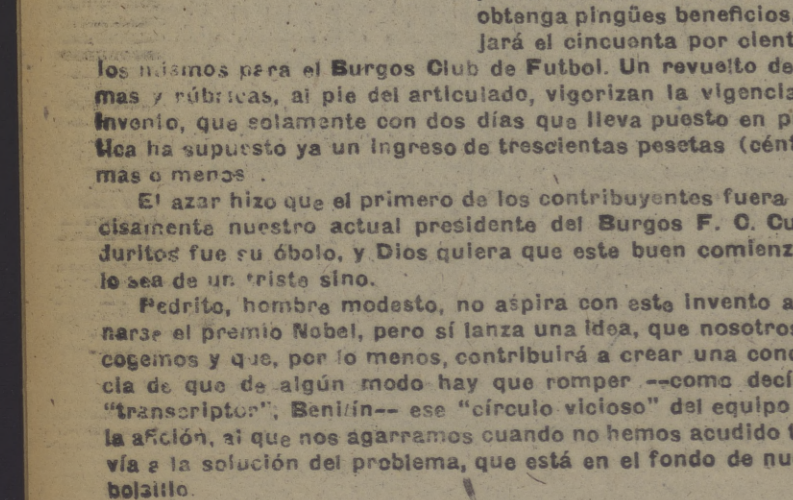 obtenga pingües beneficios,
jará el cincuenta por cient
los mismos para el Burgos Club de Futbol. Un revuelto de
mas y rúbricas, al pie del articulado, vigorizan la vigencia
invento, que solamente con dos días que lleva puesto en p
tica ha supuesto ya un ingreso de trescientas pesetas (cént
más o menos .
El azar hizo que el primero de los contribuyentes fuera
cisamente nuestro actual presidente del Burgos F. C. Cu
duritos fue su óbolo, y Dios quiera que este buen comienz
lo sea de un triste sino.
Pedrito, hombre modesto, no aspira con este invento a
narse el premio Nobel, pero sí lanza una idea, que nosotros
cogemos y que, por lo menos, contribuirá a crear una conc
cia de que de algún modo hay que romper --como decí
"transcriptor", Benilín-- ese "círculo vicioso" del equipo
la afición, al que nos agarramos cuando no hemos acudido t
vía a la solución del problema, que está en el fondo de nu
bolsillo.